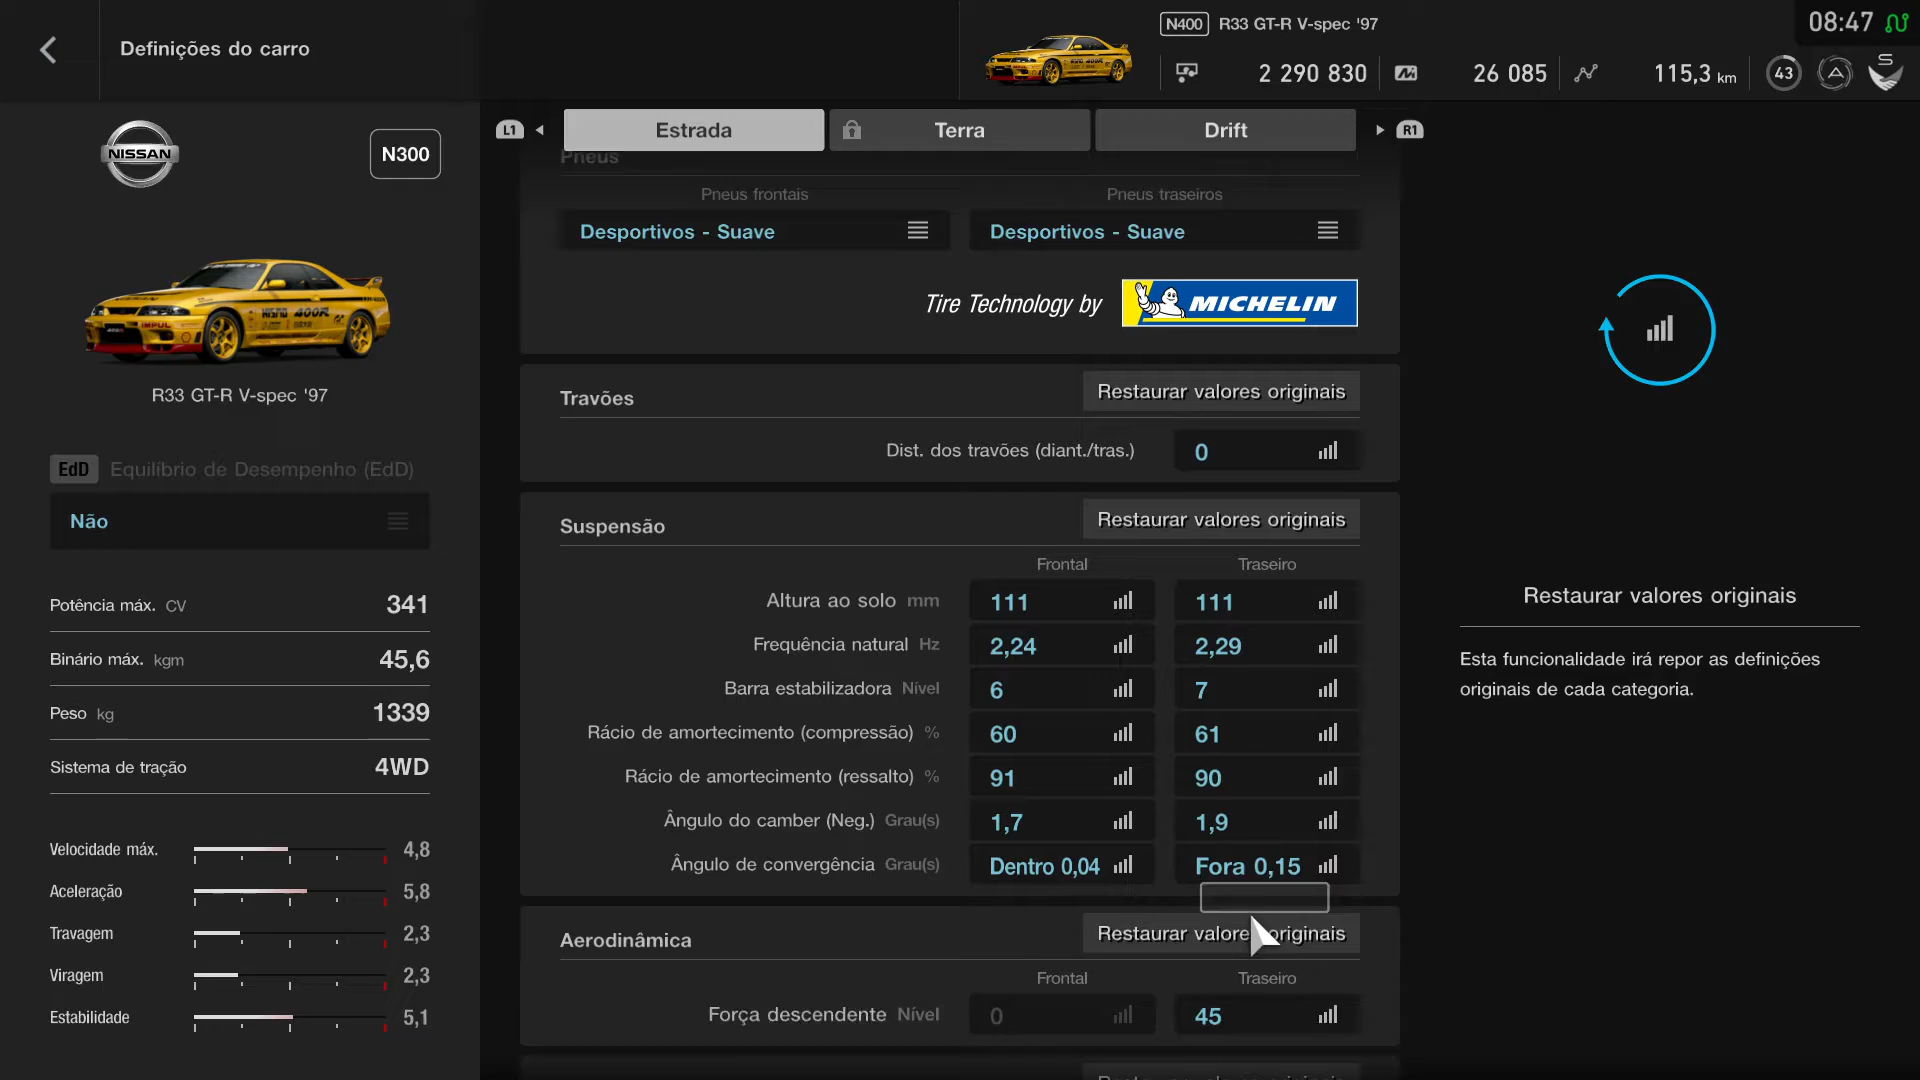 Definições do carro
N400 R33 GT-R V-spec '97
08:47
2 290 830
26 085
115,3 km
43
S
NISSAN
N300
R33 GT-R V-spec '97
EdD Equilíbrio de Desempenho (EdD)
Não
Potência máx. CV 341
Binário máx. kgm 45,6
Peso kg 1339
Sistema de tração 4WD
Velocidade máx. 4,8
Aceleração 5,8
Travagem 2,3
Viragem 2,3
Estabilidade 5,1
L1 Estrada Terra Drift R1
Pneus
Pneus frontais Pneus traseiros
Desportivos - Suave Desportivos - Suave
Tire Technology by MICHELIN
Travões Restaurar valores originais
Dist. dos travões (diant./tras.) 0
Suspensão Restaurar valores originais
Frontal Traseiro
Altura ao solo mm 111 111
Frequência natural Hz 2,24 2,29
Barra estabilizadora Nível 6 7
Rácio de amortecimento (compressão) % 60 61
Rácio de amortecimento (ressalto) % 91 90
Ângulo do camber (Neg.) Grau(s) 1,7 1,9
Ângulo de convergência Grau(s) Dentro 0,04 Fora 0,15
Aerodinâmica Restaurar valores originais
Frontal Traseiro
Força descendente Nível 0 45
Restaurar valores originais
Esta funcionalidade irá repor as definições
originais de cada categoria.